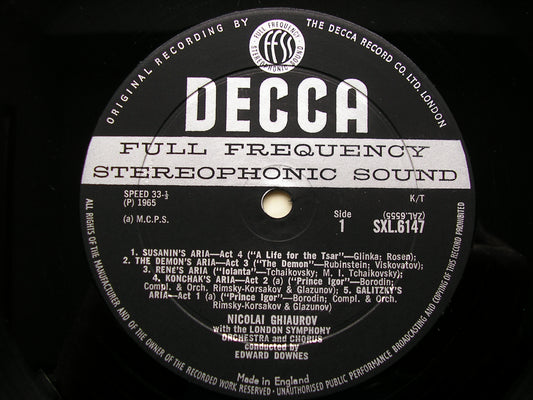 ORIGINAL RECORDING BY
THE DECCA RECORD CO. LTD. LONDON
FULL FREQUENCY
STEREOPHONIC SOUND
FFSS
DECCA
FULL FREQUENCY
STEREOPHONIC SOUND
SPEED 33-⅓
(P) 1965
K/T
(a) M.C.P.S.
Side
1
(ZAL.6555)
SXL.6147
1. SUSANIN'S ARIA—Act 4 ("A Life for the Tsar"—Glinka; Rosen);
2. THE DEMON'S ARIA—Act 3 ("The Demon"—Rubinstein; Viskovatov);
3. RENE'S ARIA ("Iolanta"—Tchaikovsky; M. I. Tchaikovsky);
4. KONCHAK'S ARIA—Act 2 (a) ("Prince Igor"—Borodin;
Compl. & Orch. Rimsky-Korsakov & Glazunov) 5. GALITZKY'S
ARIA—Act 1 (a) ("Prince Igor"—Borodin; Compl. & Orch.
Rimsky-Korsakov & Glazunov)
NICOLAI GHIAUROV
with the LONDON SYMPHONY
ORCHESTRA and CHORUS
conducted by
EDWARD DOWNES
Made in England
ALL RIGHTS OF THE MANUFACTURER AND OF THE OWNER OF THE RECORDED WORK RESERVED · UNAUTHORISED PUBLIC PERFORMANCE BROADCASTING AND COPYING OF THIS RECORD PROHIBITED